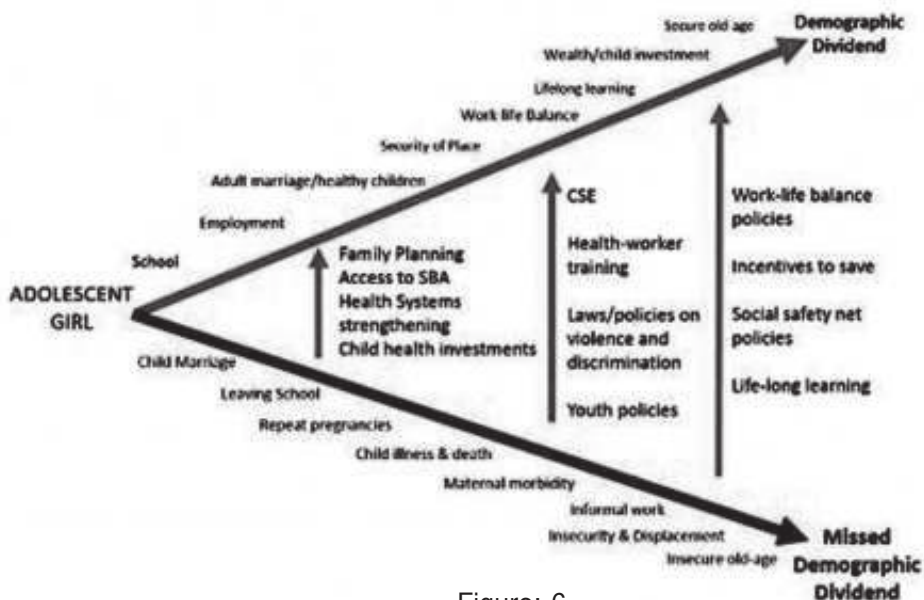 Secure old age
Demographic
Dividend
Wealth/child investment
Lifelong learning
Work life Balance
Security of Place
Adult marriage/healthy children
Employment
School
ADOLESCENT
GIRL
Family Planning
Access to SBA
Health Systems
strengthening
Child health investments
CSE
Health-worker
training
Laws/policies on
violence and
discrimination
Youth policies
Work-life balance
policies
Incentives to save
Social safety net
policies
Life-long learning
Child Marriage
Leaving School
Repeat pregnancies
Child illness & death
Maternal morbidity
Informal work
Insecurity & Displacement
Insecure old-age
Missed
Demographic
Dividend
Figure: 6